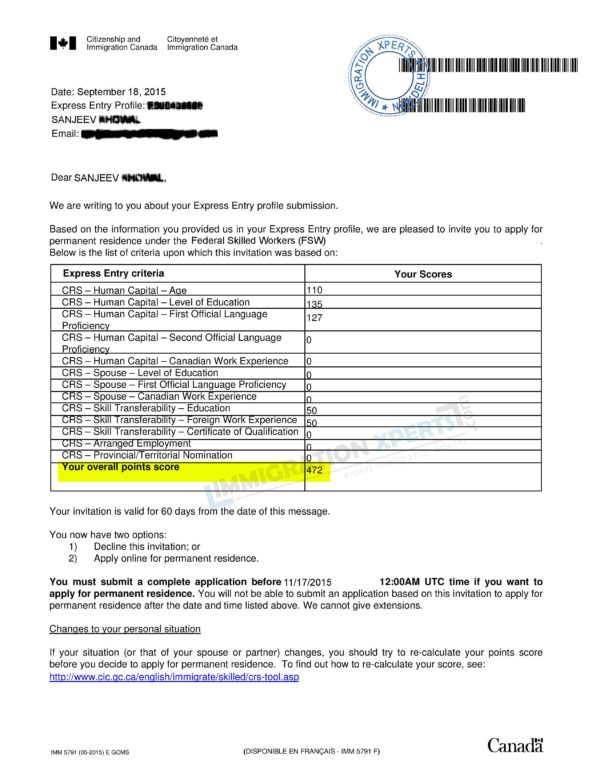 Citizenship and Citoyenneté et
Immigration Canada Immigration Canada
IMMIGRATION XPERTS
Date: September 18, 2015
Express Entry Profile:
SANJEEV
Email:
Dear SANJEEV
We are writing to you about your Express Entry profile submission.
Based on the information you provided us in your Express Entry profile, we are pleased to invite you to apply for
permanent residence under the Federal Skilled Workers (FSW) .
Below is the list of criteria upon which this invitation was based on:
Express Entry criteria Your Scores
CRS – Human Capital – Age 110
CRS – Human Capital – Level of Education 135
CRS – Human Capital – First Official Language 127
Proficiency
CRS – Human Capital – Second Official Language 0
Proficiency
CRS – Human Capital – Canadian Work Experience 0
CRS – Spouse – Level of Education 0
CRS – Spouse – First Official Language Proficiency 0
CRS – Spouse – Canadian Work Experience 0
CRS – Skill Transferability – Education 50
CRS – Skill Transferability – Foreign Work Experience 50
CRS – Skill Transferability – Certificate of Qualification 0
CRS – Arranged Employment 0
CRS – Provincial/Territorial Nomination 0
Your overall points score 472
IMMIGRATION XPERTS
Your invitation is valid for 60 days from the date of this message.
You now have two options:
1) Decline this invitation; or
2) Apply online for permanent residence.
You must submit a complete application before 11/17/2015 12:00AM UTC time if you want to
apply for permanent residence. You will not be able to submit an application based on this invitation to apply for
permanent residence after the date and time listed above. We cannot give extensions.
Changes to your personal situation
If your situation (or that of your spouse or partner) changes, you should try to re-calculate your points score
before you decide to apply for permanent residence. To find out how to re-calculate your score, see:
http://www.cic.gc.ca/english/immigrate/skilled/crs-tool.asp
IMM 5791 (05-2015) E GCMS (DISPONIBLE EN FRANÇAIS - IMM 5791 F) Canada